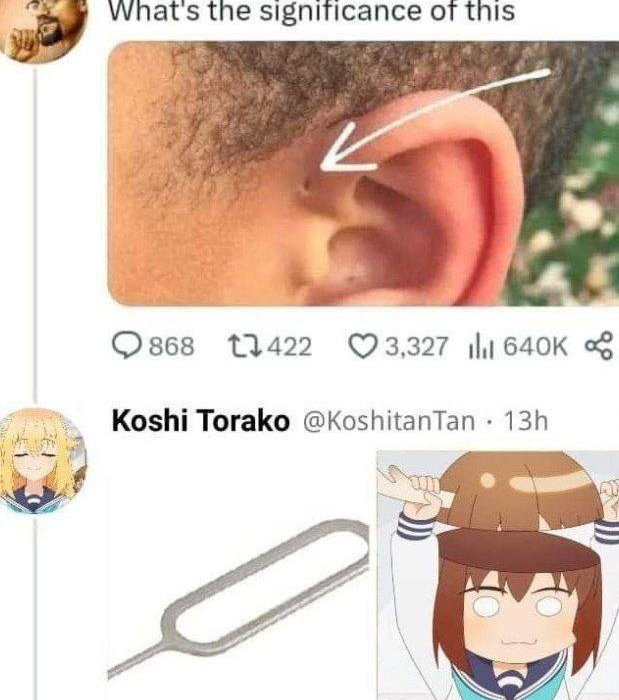 What's the significance of this
868 422 3,327 640K
Koshi Torako @KoshitanTan · 13h